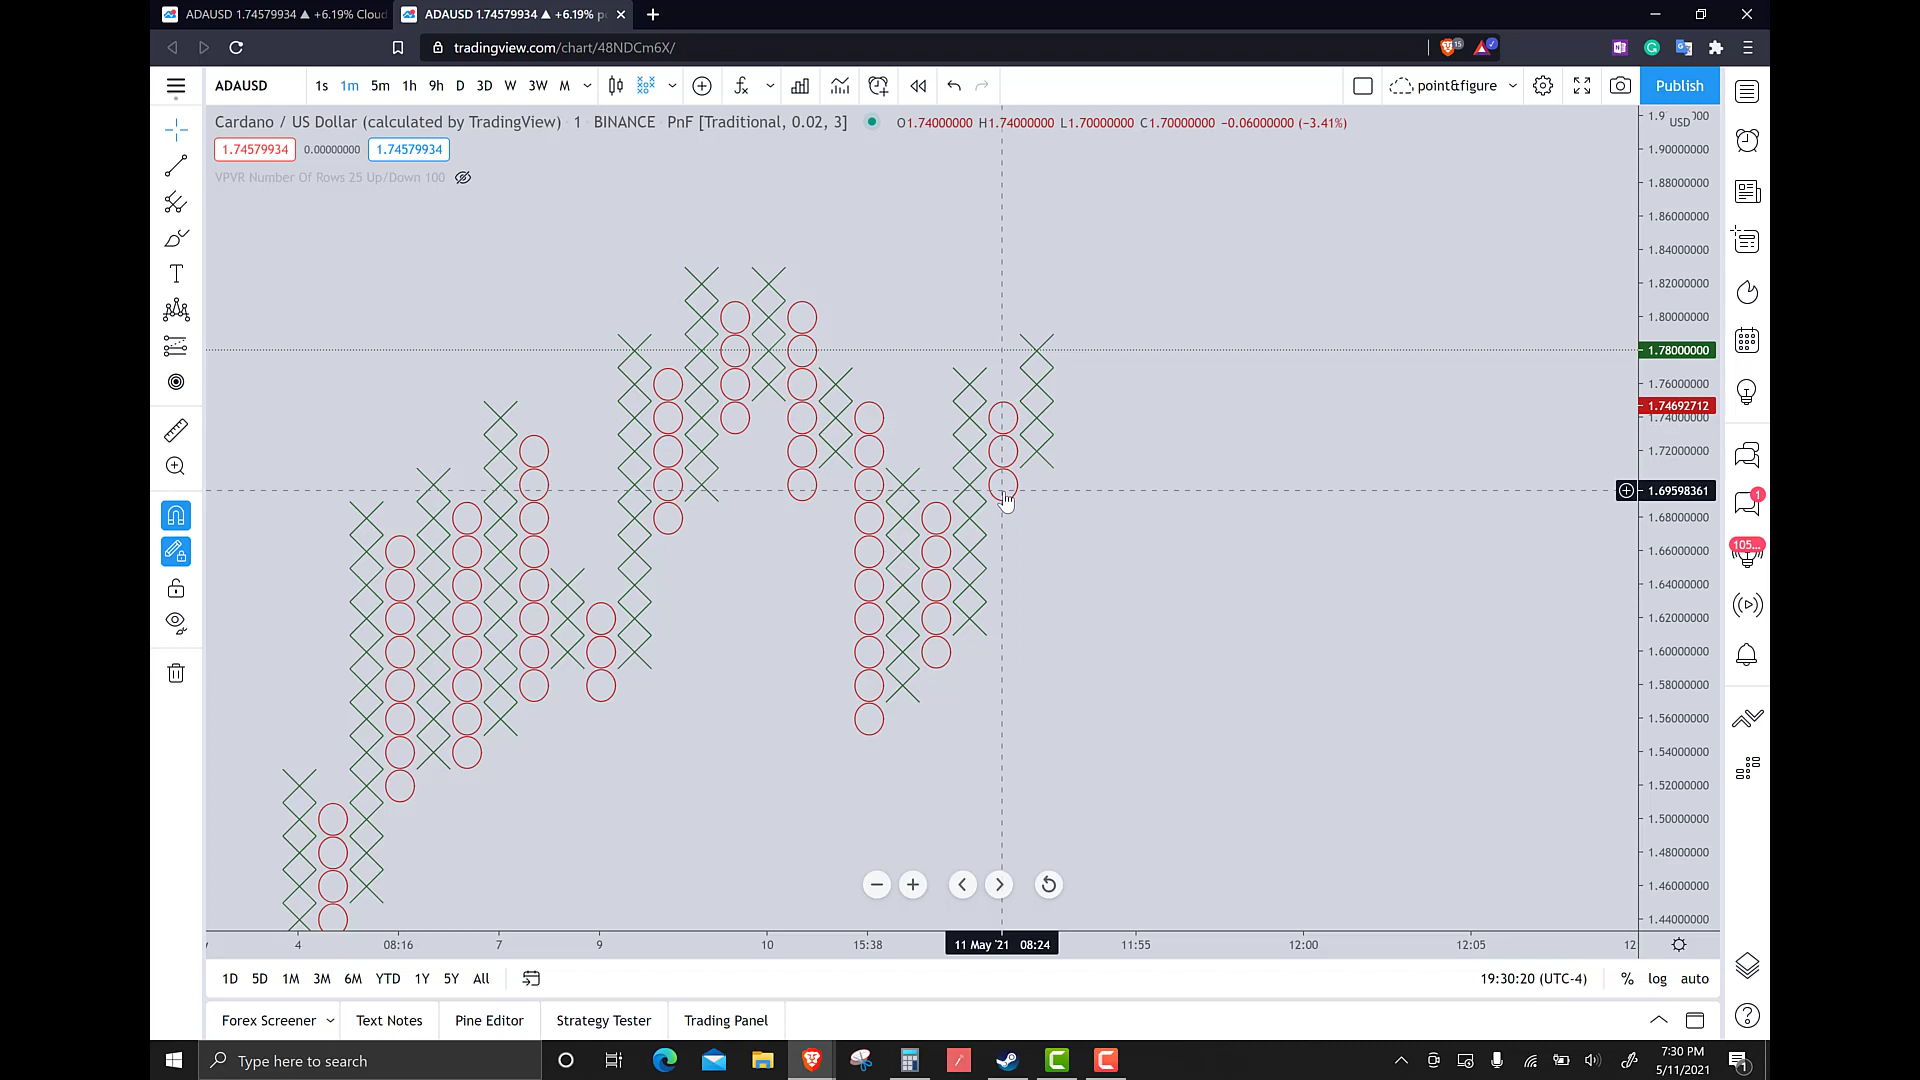 ADAUSD 1.74579934 ▲ +6.19% Cloud
ADAUSD 1.74579934 ▲ +6.19% po
tradingview.com/chart/48NDCm6X/
15
ADAUSD
1s 1m 5m 1h 9h D 3D W 3W M
point&figure
Publish
Cardano / US Dollar (calculated by TradingView) · 1 · BINANCE · PnF [Traditional, 0.02, 3]
O1.74000000 H1.74000000 L1.70000000 C1.70000000 −0.06000000 (−3.41%)
1.74579934 0.00000000 1.74579934
VPVR Number Of Rows 25 Up/Down 100
USD
1.90000000
1.88000000
1.86000000
1.84000000
1.82000000
1.80000000
1.78000000
1.76000000
1.74692712
1.74000000
1.72000000
1.69598361
1.68000000
1.66000000
1.64000000
1.62000000
1.60000000
1.58000000
1.56000000
1.54000000
1.52000000
1.50000000
1.48000000
1.46000000
1.44000000
1
105...
4 08:16 7 9 10 15:38 11 May '21 08:24 11:55 12:00 12:05 12:
1D 5D 1M 3M 6M YTD 1Y 5Y All
19:30:20 (UTC-4) % log auto
Forex Screener Text Notes Pine Editor Strategy Tester Trading Panel
Type here to search
7:30 PM
5/11/2021
1